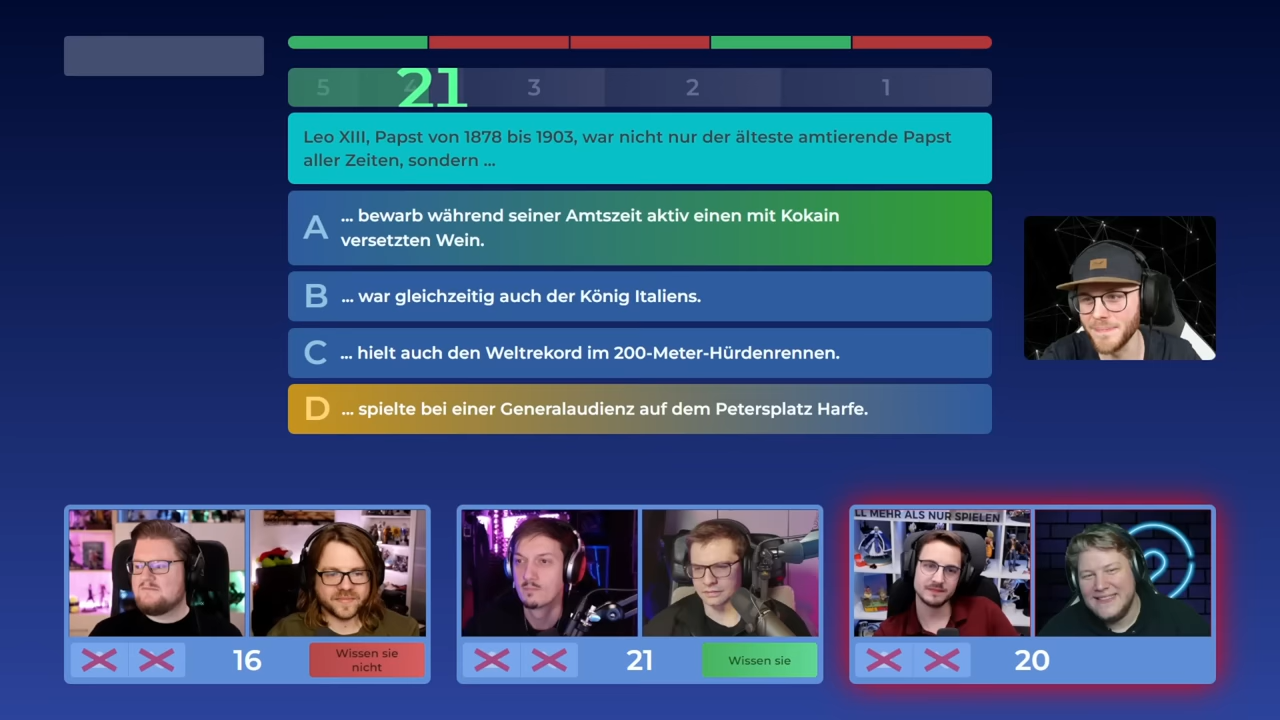 5 4 21 3 2 1
Leo XIII, Papst von 1878 bis 1903, war nicht nur der älteste amtierende Papst
aller Zeiten, sondern ...
A ... bewarb während seiner Amtszeit aktiv einen mit Kokain
versetzten Wein.
B ... war gleichzeitig auch der König Italiens.
C ... hielt auch den Weltrekord im 200-Meter-Hürdenrennen.
D ... spielte bei einer Generalaudienz auf dem Petersplatz Harfe.
LL MEHR ALS NUR SPIELEN
16
Wissen sie
nicht
21
Wissen sie
20